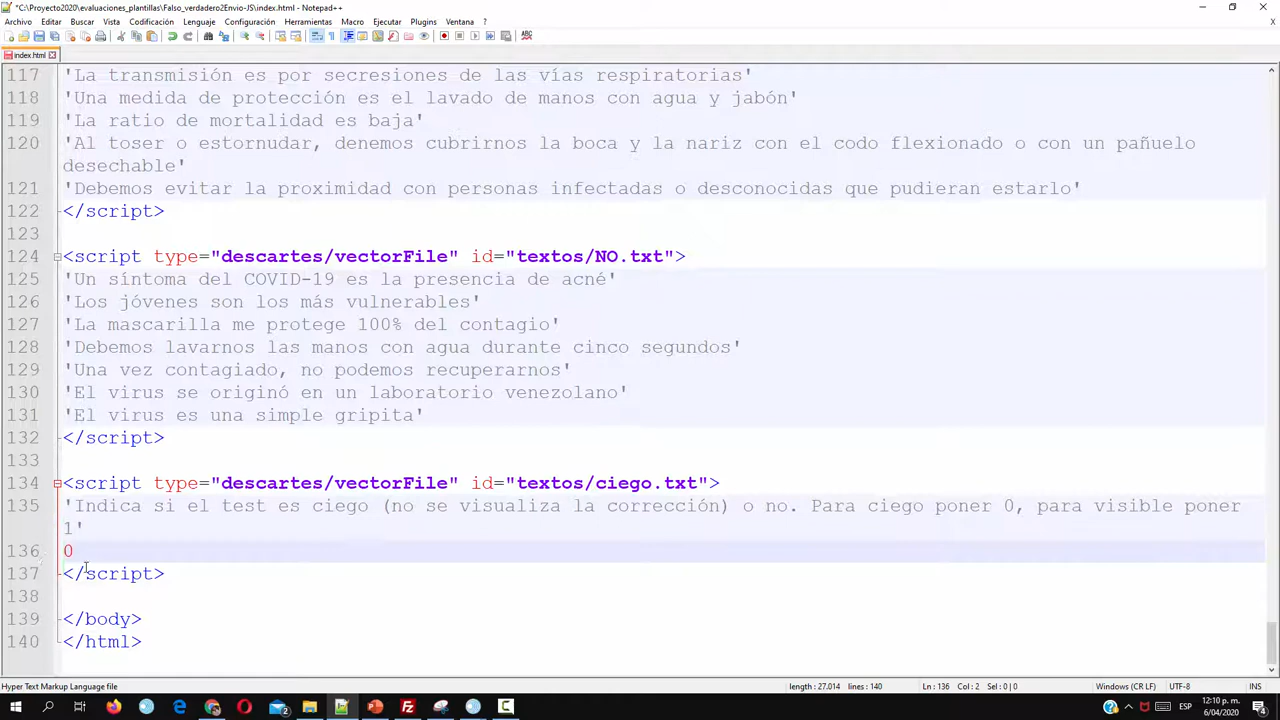 *C:\Proyecto2020\evaluaciones_plantillas\Falso_verdadero2Envio-JS\index.html - Notepad++
Archivo Editar Buscar Vista Codificación Lenguaje Configuración Herramientas Macro Ejecutar Plugins Ventana ? X
index.html
117 'La transmisión es por secresiones de las vías respiratorias'
118 'Una medida de protección es el lavado de manos con agua y jabón'
119 'La ratio de mortalidad es baja'
120 'Al toser o estornudar, denemos cubrirnos la boca y la nariz con el codo flexionado o con un pañuelo
desechable'
121 'Debemos evitar la proximidad con personas infectadas o desconocidas que pudieran estarlo'
122 </script>
123
124 <script type="descartes/vectorFile" id="textos/NO.txt">
125 'Un síntoma del COVID-19 es la presencia de acné'
126 'Los jóvenes son los más vulnerables'
127 'La mascarilla me protege 100% del contagio'
128 'Debemos lavarnos las manos con agua durante cinco segundos'
129 'Una vez contagiado, no podemos recuperarnos'
130 'El virus se originó en un laboratorio venezolano'
131 'El virus es una simple gripita'
132 </script>
133
134 <script type="descartes/vectorFile" id="textos/ciego.txt">
135 'Indica si el test es ciego (no se visualiza la corrección) o no. Para ciego poner 0, para visible poner
1'
136 0
137 </script>
138
139 </body>
140 </html>
Hyper Text Markup Language file length : 27.014 lines : 140 Ln : 136 Col : 2 Sel : 0 | 0 Windows (CR LF) UTF-8 INS
ESP 12:10 p. m.
6/04/2020